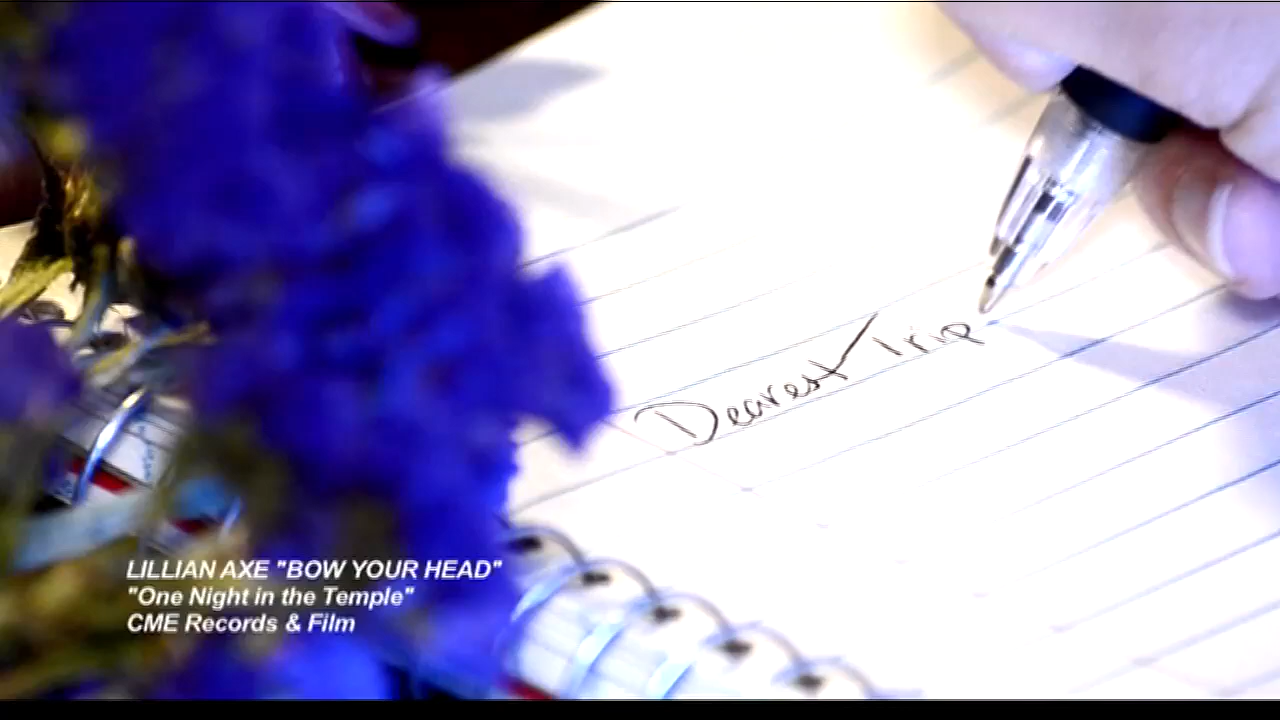 Dearest Trip
LILLIAN AXE "BOW YOUR HEAD"
"One Night in the Temple"
CME Records & Film